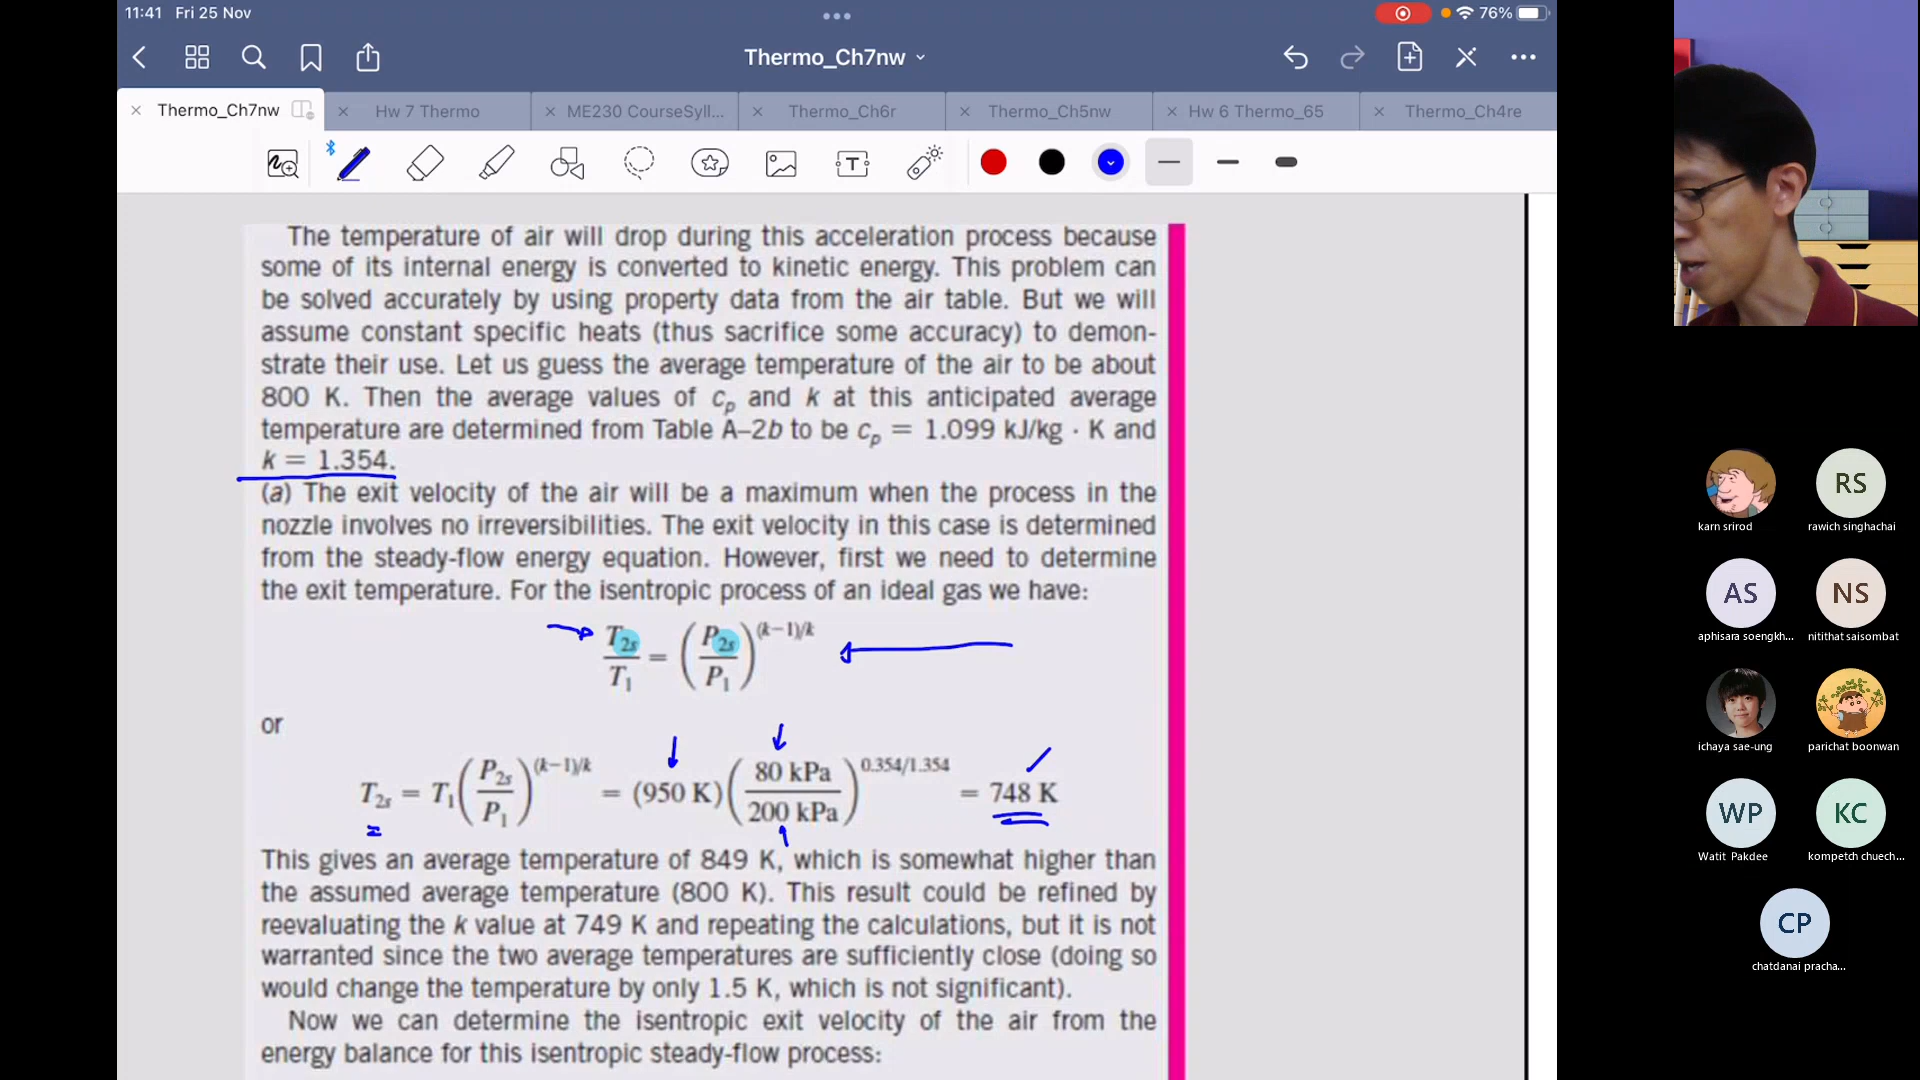 11:41 Fri 25 Nov
76%
Thermo_Ch7nw
Thermo_Ch7nw
Hw 7 Thermo
ME230 CourseSyll...
Thermo_Ch6r
Thermo_Ch5nw
Hw 6 Thermo_65
Thermo_Ch4re
T
The temperature of air will drop during this acceleration process because
some of its internal energy is converted to kinetic energy. This problem can
be solved accurately by using property data from the air table. But we will
assume constant specific heats (thus sacrifice some accuracy) to demon-
strate their use. Let us guess the average temperature of the air to be about
800 K. Then the average values of cp and k at this anticipated average
temperature are determined from Table A–2b to be cp = 1.099 kJ/kg · K and
k = 1.354.
(a) The exit velocity of the air will be a maximum when the process in the
nozzle involves no irreversibilities. The exit velocity in this case is determined
from the steady-flow energy equation. However, first we need to determine
the exit temperature. For the isentropic process of an ideal gas we have:
T2s/T1 = (P2s/P1)^(k−1)/k
or
T2s = T1(P2s/P1)^(k−1)/k = (950 K)(80 kPa/200 kPa)^0.354/1.354 = 748 K
This gives an average temperature of 849 K, which is somewhat higher than
the assumed average temperature (800 K). This result could be refined by
reevaluating the k value at 749 K and repeating the calculations, but it is not
warranted since the two average temperatures are sufficiently close (doing so
would change the temperature by only 1.5 K, which is not significant).
Now we can determine the isentropic exit velocity of the air from the
energy balance for this isentropic steady-flow process:
karn srirod
RS
rawich singhachai
AS
aphisara soengkh...
NS
nitithat saisombat
ichaya sae-ung
parichat boonwan
WP
Watit Pakdee
KC
kompetch chuech...
CP
chatdanai pracha...